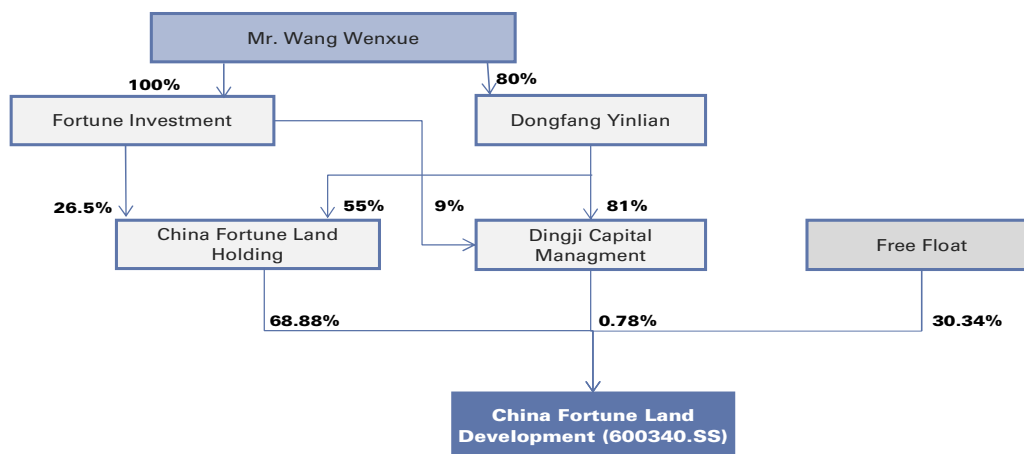 Mr. Wang Wenxue
100%
80%
Fortune Investment
Dongfang Yinlian
26.5%
55%
9%
81%
China Fortune Land
Holding
Dingji Capital
Managment
Free Float
68.88%
0.78%
30.34%
China Fortune Land
Development (600340.SS)